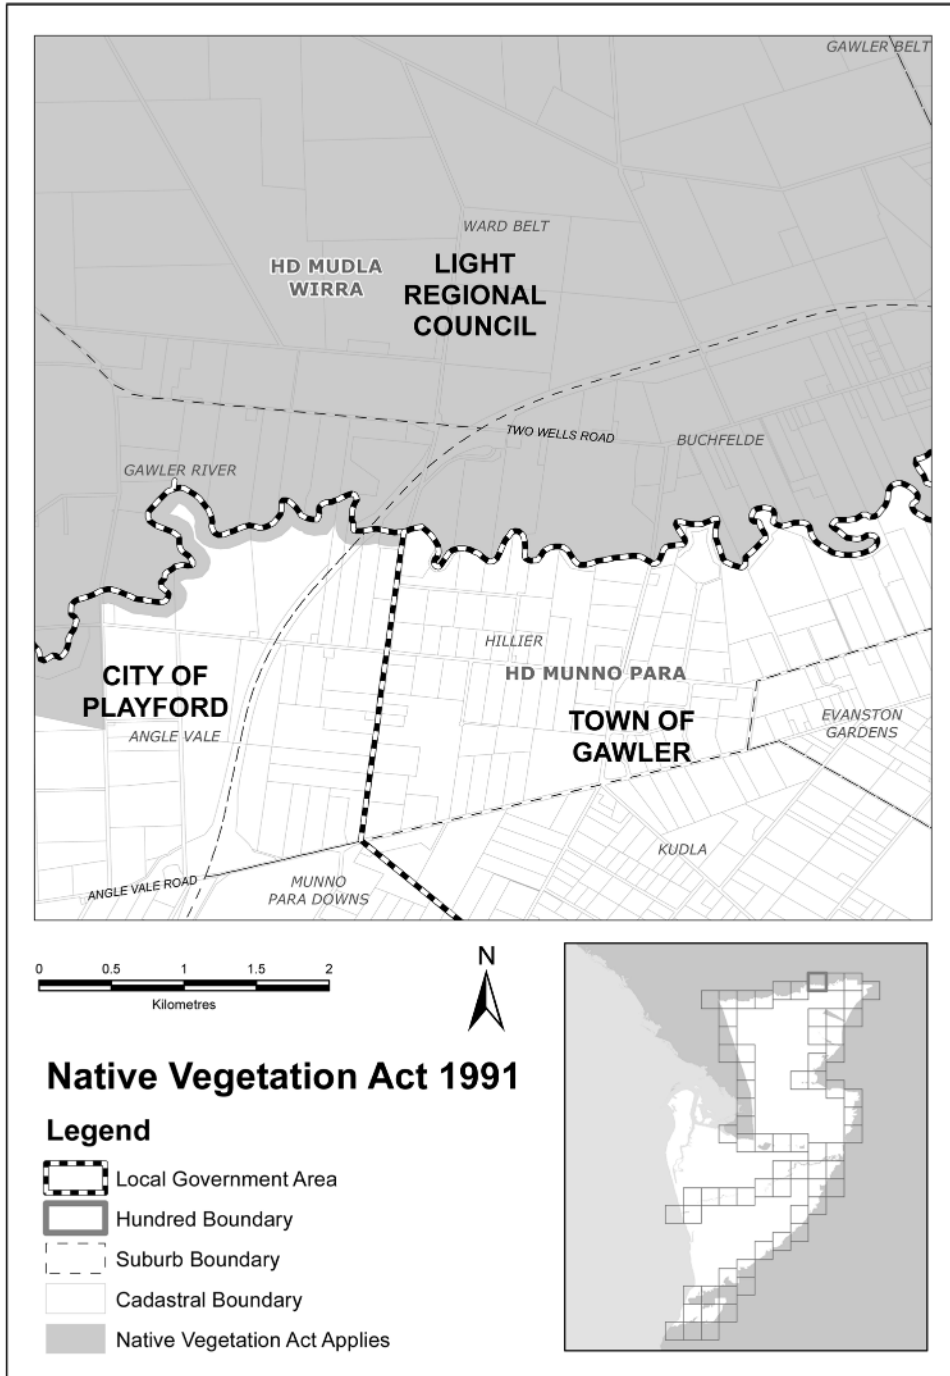 GAWLER BELT
WARD BELT
HD MUDLA
WIRRA
LIGHT
REGIONAL
COUNCIL
TWO WELLS ROAD
BUCHFELDE
GAWLER RIVER
HILLIER
HD MUNNO PARA
CITY OF
PLAYFORD
ANGLE VALE
TOWN OF
GAWLER
EVANSTON
GARDENS
KUDLA
ANGLE VALE ROAD
MUNNO
PARA DOWNS
0 0.5 1 1.5 2
Kilometres
N
Native Vegetation Act 1991
Legend
Local Government Area
Hundred Boundary
Suburb Boundary
Cadastral Boundary
Native Vegetation Act Applies